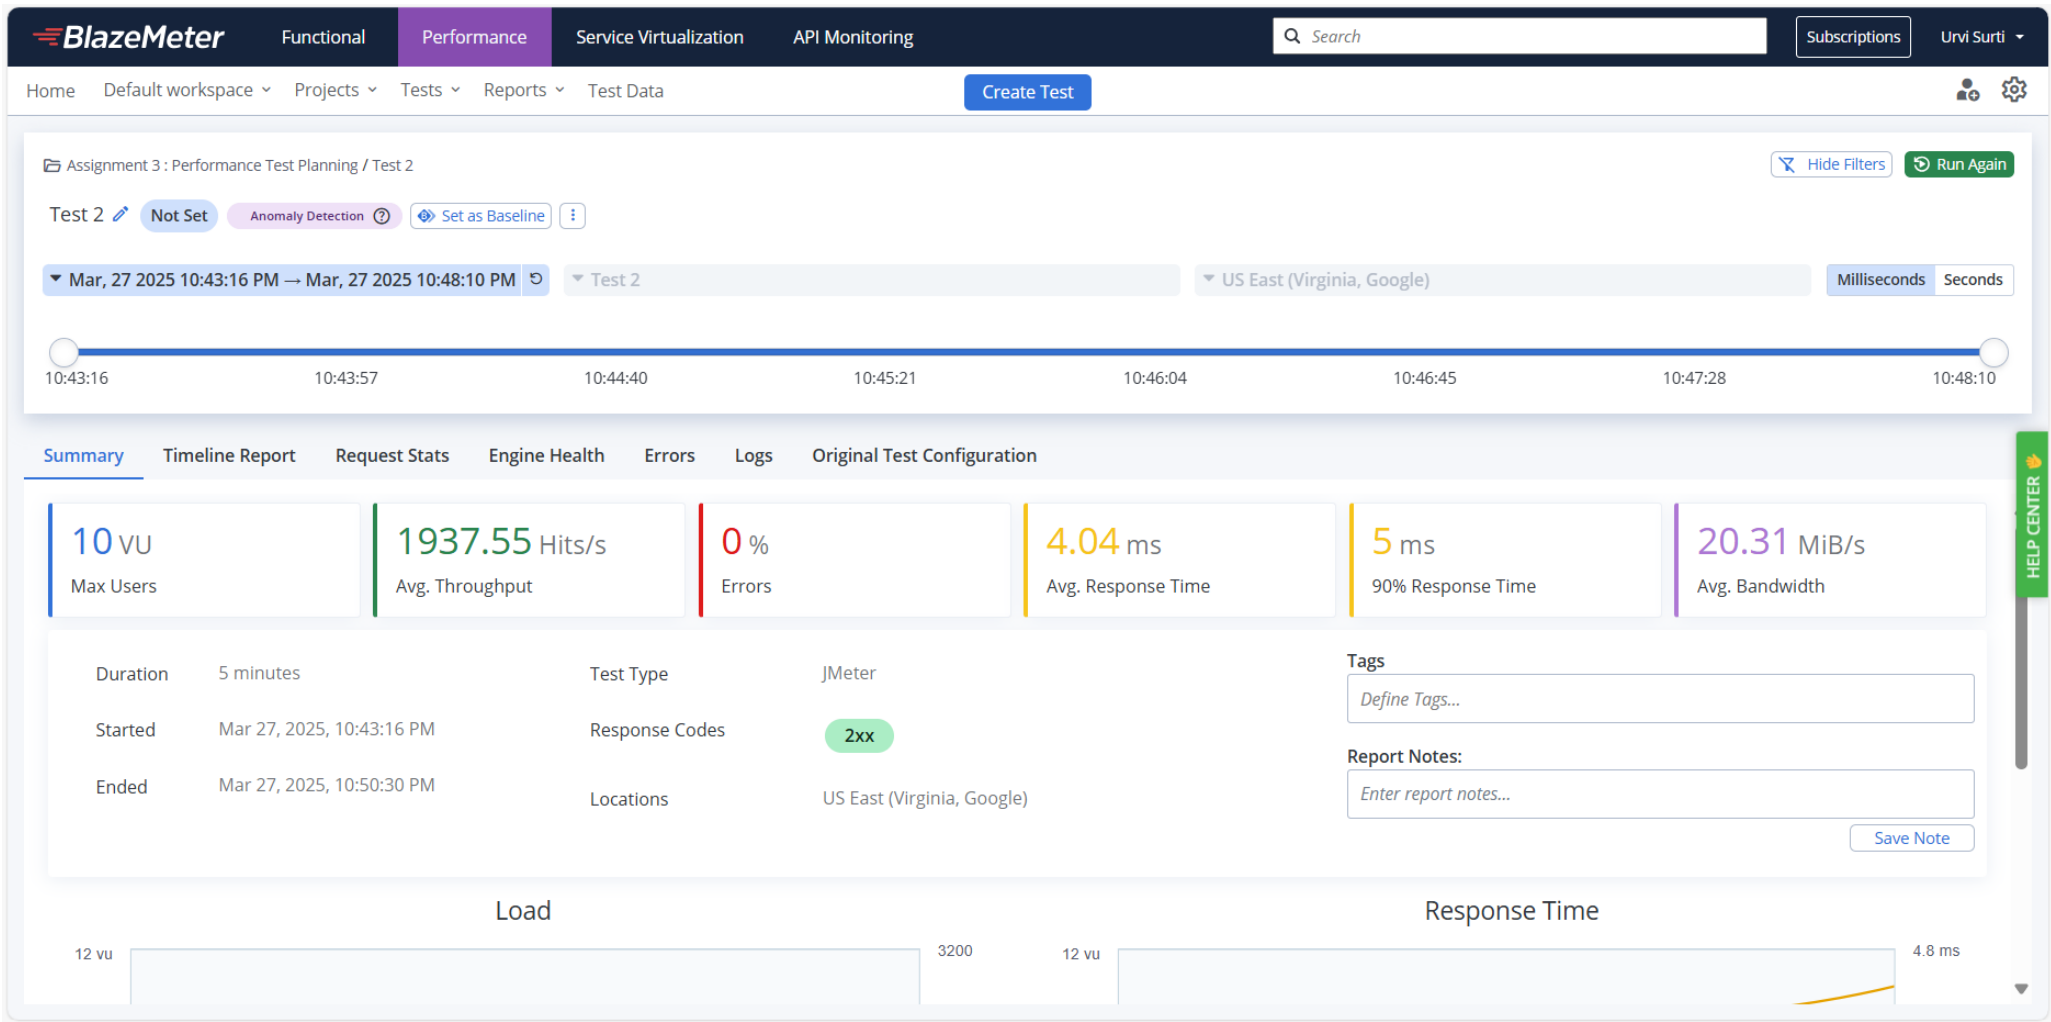 BlazeMeter Functional Performance Service Virtualization API Monitoring Search Subscriptions Urvi Surti
Home Default workspace Projects Tests Reports Test Data Create Test
Assignment 3 : Performance Test Planning / Test 2 Hide Filters Run Again
Test 2 Not Set Anomaly Detection ? Set as Baseline
Mar, 27 2025 10:43:16 PM → Mar, 27 2025 10:48:10 PM Test 2 US East (Virginia, Google) Milliseconds Seconds
10:43:16 10:43:57 10:44:40 10:45:21 10:46:04 10:46:45 10:47:28 10:48:10
Summary Timeline Report Request Stats Engine Health Errors Logs Original Test Configuration
HELP CENTER
10 VU 1937.55 Hits/s 0 % 4.04 ms 5 ms 20.31 MiB/s
Max Users Avg. Throughput Errors Avg. Response Time 90% Response Time Avg. Bandwidth
Duration 5 minutes Test Type JMeter
Started Mar 27, 2025, 10:43:16 PM Response Codes 2xx
Ended Mar 27, 2025, 10:50:30 PM Locations US East (Virginia, Google)
Tags
Define Tags...
Report Notes:
Enter report notes...
Save Note
Load
12 vu 3200
Response Time
12 vu 4.8 ms